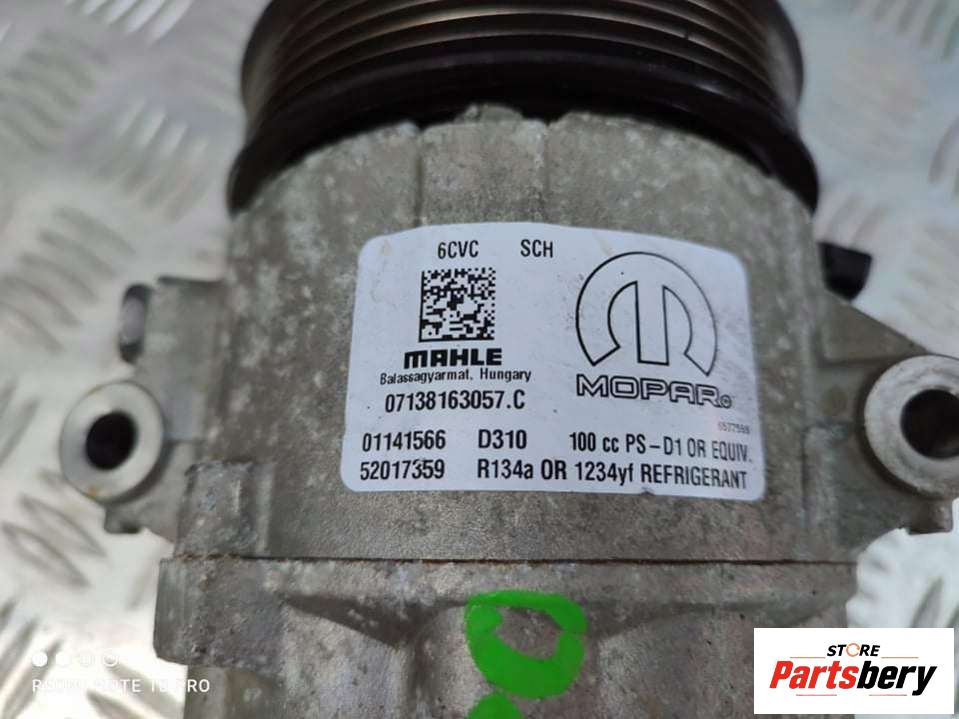 6CVC SCH
MAHLE
Balassagyarmat, Hungary
MOPAR
07138163057.C
01141566 D310 100 cc PS-D1 OR EQUIV.
52017359 R134a OR 1234yf REFRIGERANT
STORE
Partsbery